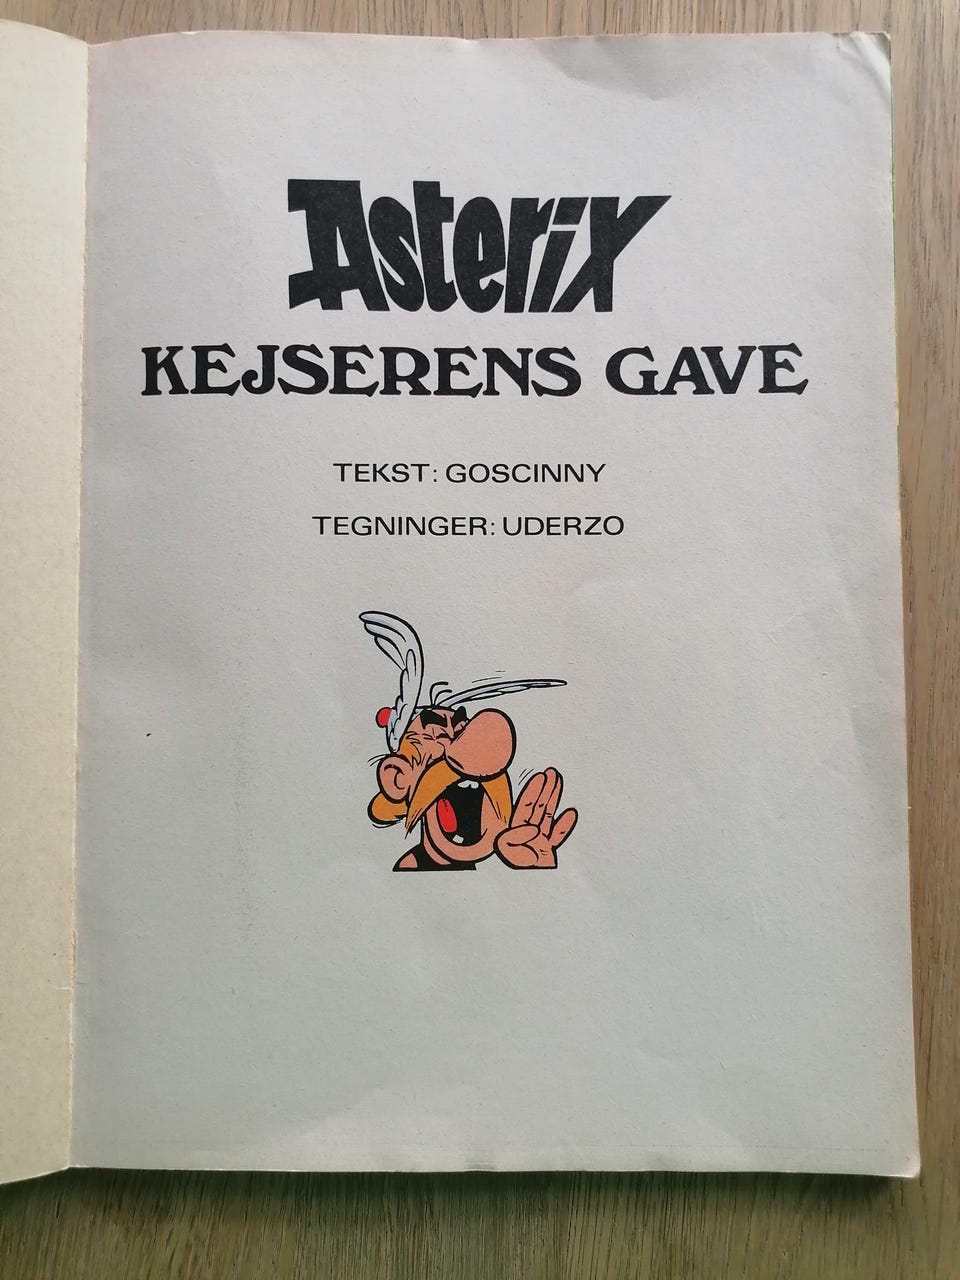 Asterix
KEJSERENS GAVE
TEKST: GOSCINNY
TEGNINGER: UDERZO